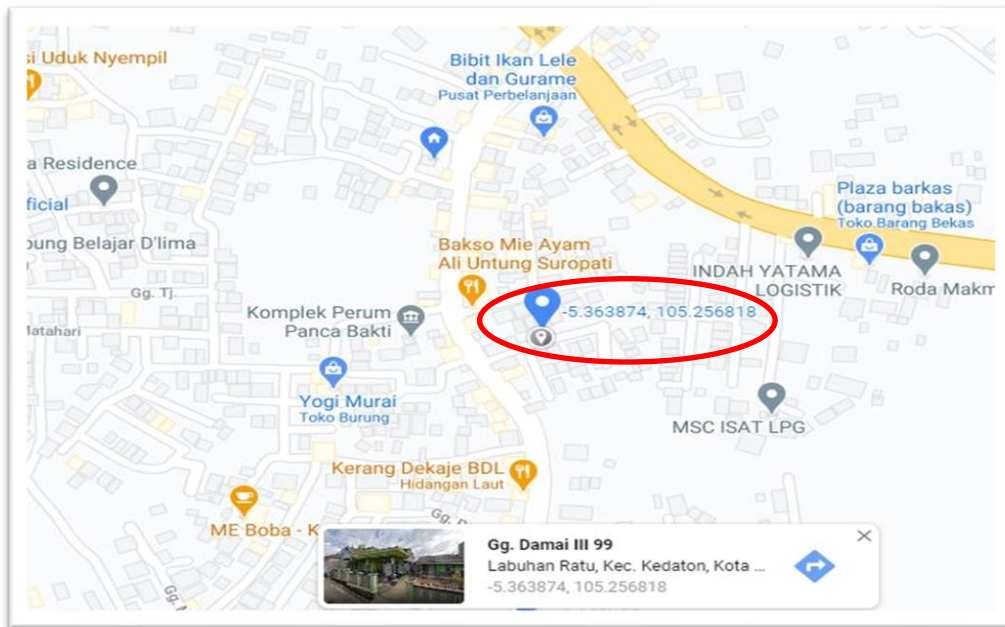 si Uduk Nyempil
Bibit Ikan Lele
dan Gurame
Pusat Perbelanjaan
a Residence
ficial
Plaza barkas
(barang bakas)
Toko Barang Bekas
Belajar D'lima
Bakso Mie Ayam
Ali Untung Suropati
INDAH YATAMA
LOGISTIK
Roda Makm
Gg. Tj.
Komplek Perum
Panca Bakti
-5.363874, 105.256818
latahari
Yogi Murai
Toko Burung
MSC ISAT LPG
Kerang Dekaje BDL
Hidangan Laut
ME Boba - K
Gg.
Gg.
Gg. Damai III 99
Labuhan Ratu, Kec. Kedaton, Kota ...
-5.363874, 105.256818